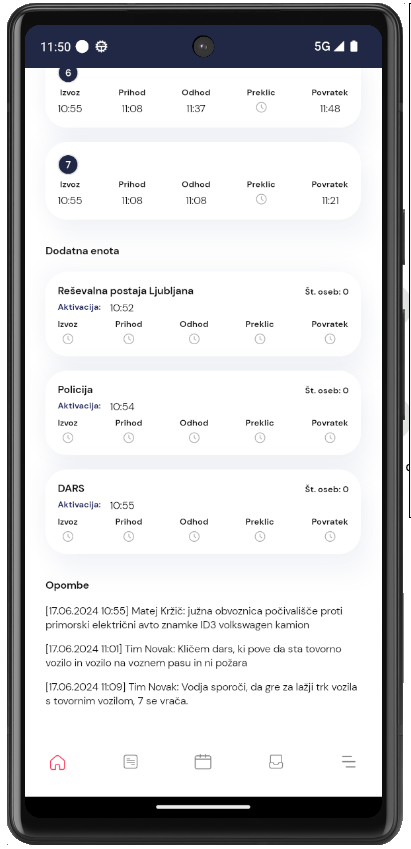 11:50 5G
6
Izvoz Prihod Odhod Preklic Povratek
10:55 11:08 11:37 11:48
7
Izvoz Prihod Odhod Preklic Povratek
10:55 11:08 11:08 11:21
Dodatna enota
Reševalna postaja Ljubljana Št. oseb: 0
Aktivacija: 10:52
Izvoz Prihod Odhod Preklic Povratek
Policija Št. oseb: 0
Aktivacija: 10:54
Izvoz Prihod Odhod Preklic Povratek
DARS Št. oseb: 0
Aktivacija: 10:55
Izvoz Prihod Odhod Preklic Povratek
Opombe
[17.06.2024 10:55] Matej Kržič: južna obvoznica počivališče proti
primorski električni avto znamke ID3 volkswagen kamion
[17.06.2024 11:01] Tim Novak: Kličem dars, ki pove da sta tovorno
vozilo in vozilo na voznem pasu in ni požara
[17.06.2024 11:09] Tim Novak: Vodja sporoči, da gre za lažji trk vozila
s tovornim vozilom, 7 se vrača.